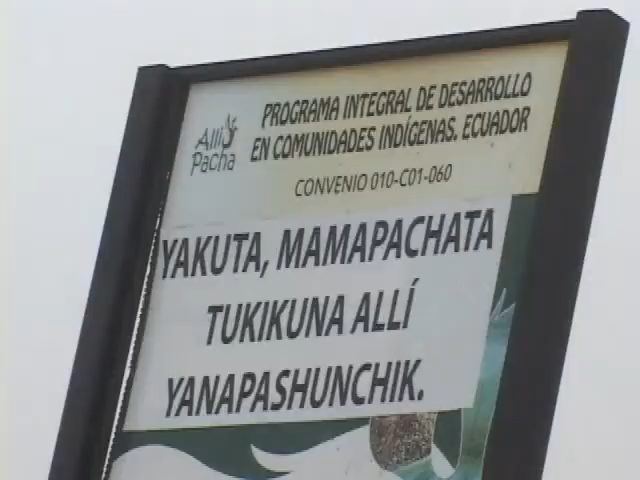 Alli
Pacha
PROGRAMA INTEGRAL DE DESARROLLO
EN COMUNIDADES INDÍGENAS. ECUADOR
CONVENIO 010-C01-060
YAKUTA, MAMAPACHATA
TUKIKUNA ALLÍ
YANAPASHUNCHIK.